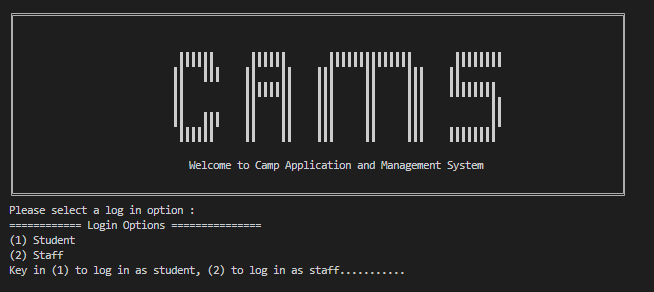 CAMS
Welcome to Camp Application and Management System
Please select a log in option :
============ Login Options ===============
(1) Student
(2) Staff
Key in (1) to log in as student, (2) to log in as staff...........